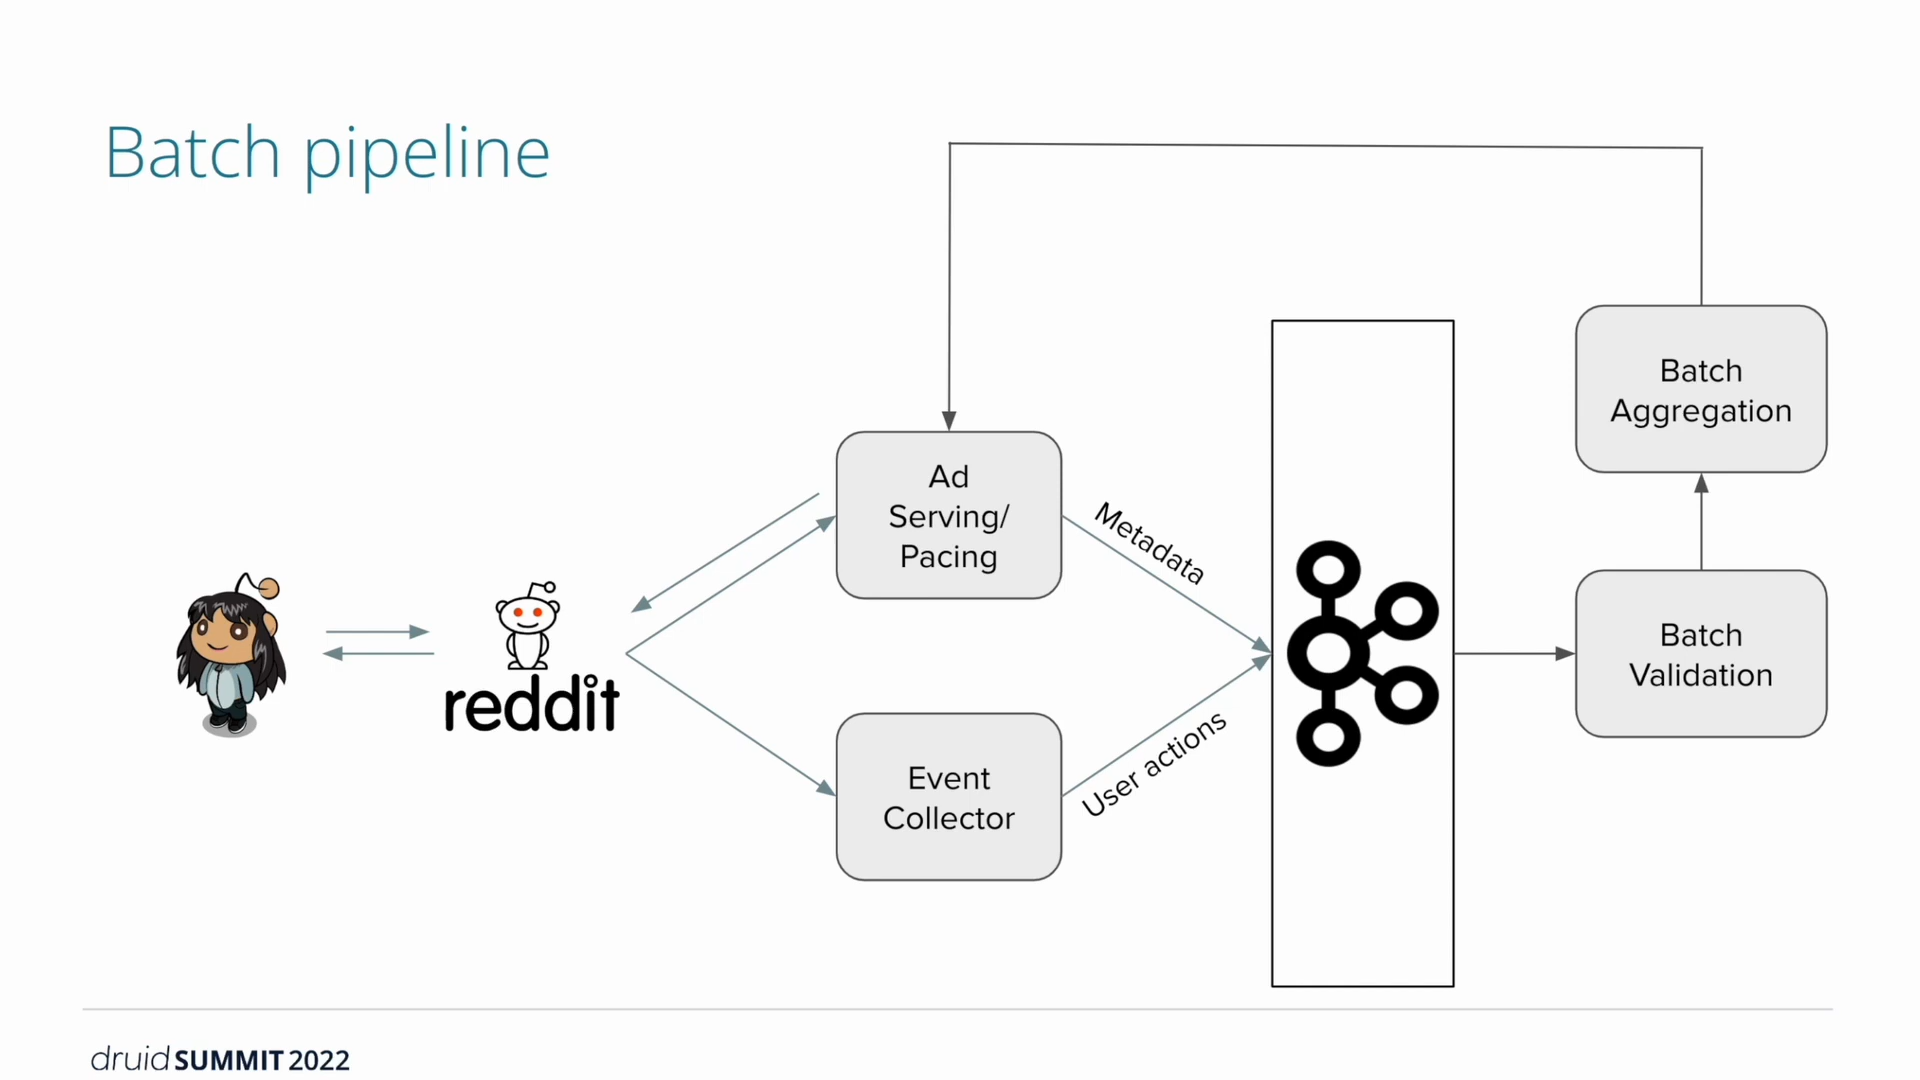 Batch pipeline
Batch
Aggregation
Ad
Serving/
Pacing
Metadata
reddit
Batch
Validation
Event
Collector
User actions
druid SUMMIT 2022